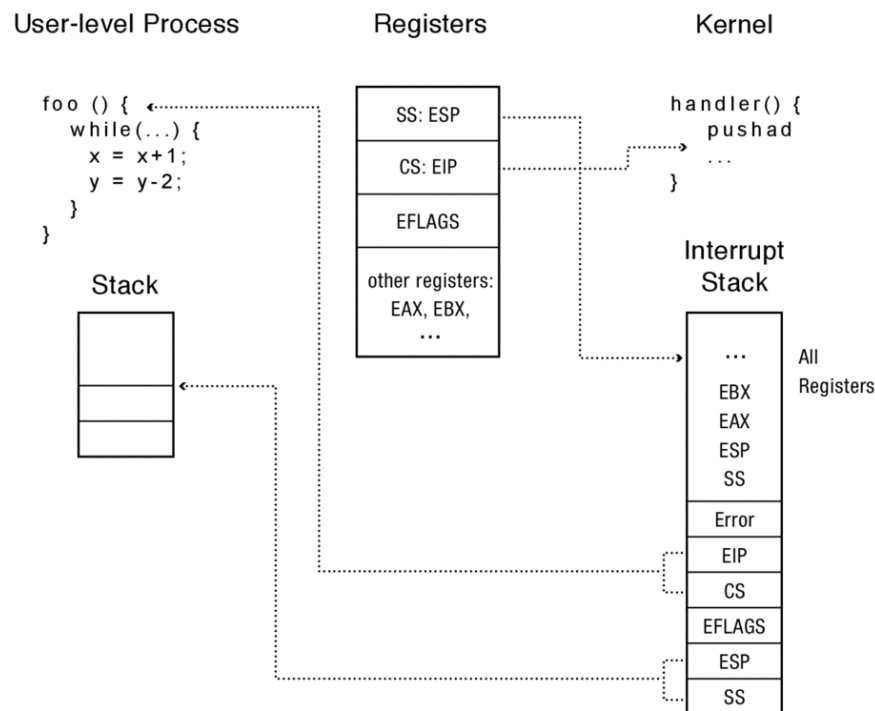 User-level Process
Registers
Kernel
foo () {
while(...) {
x = x+1;
y = y-2;
}
}
Stack
SS: ESP
CS: EIP
EFLAGS
other registers:
EAX, EBX,
...
handler() {
pushad
...
}
Interrupt
Stack
...
EBX
EAX
ESP
SS
All
Registers
Error
EIP
CS
EFLAGS
ESP
SS